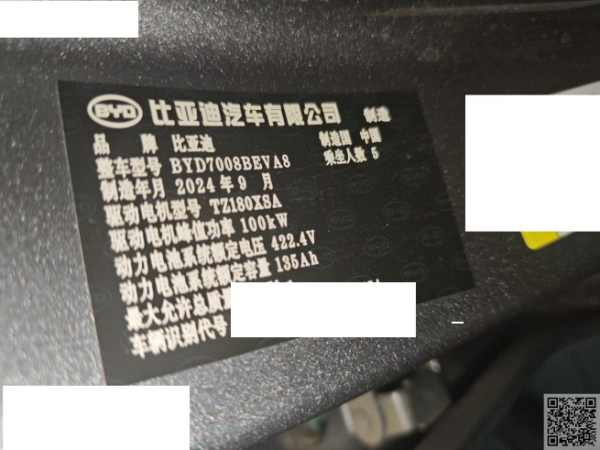 BYD 比亚迪汽车有限公司 制造
品 牌 比亚迪 制造国 中国
整车型号 BYD7008BEVA8 乘坐人数 5
制造年月 2024 年 9 月
驱动电机型号 TZ180XSA
驱动电机峰值功率 100kW
动力电池系统额定电压 422.4V
动力电池系统额定容量 135Ah
最大允许总质
车辆识别代号